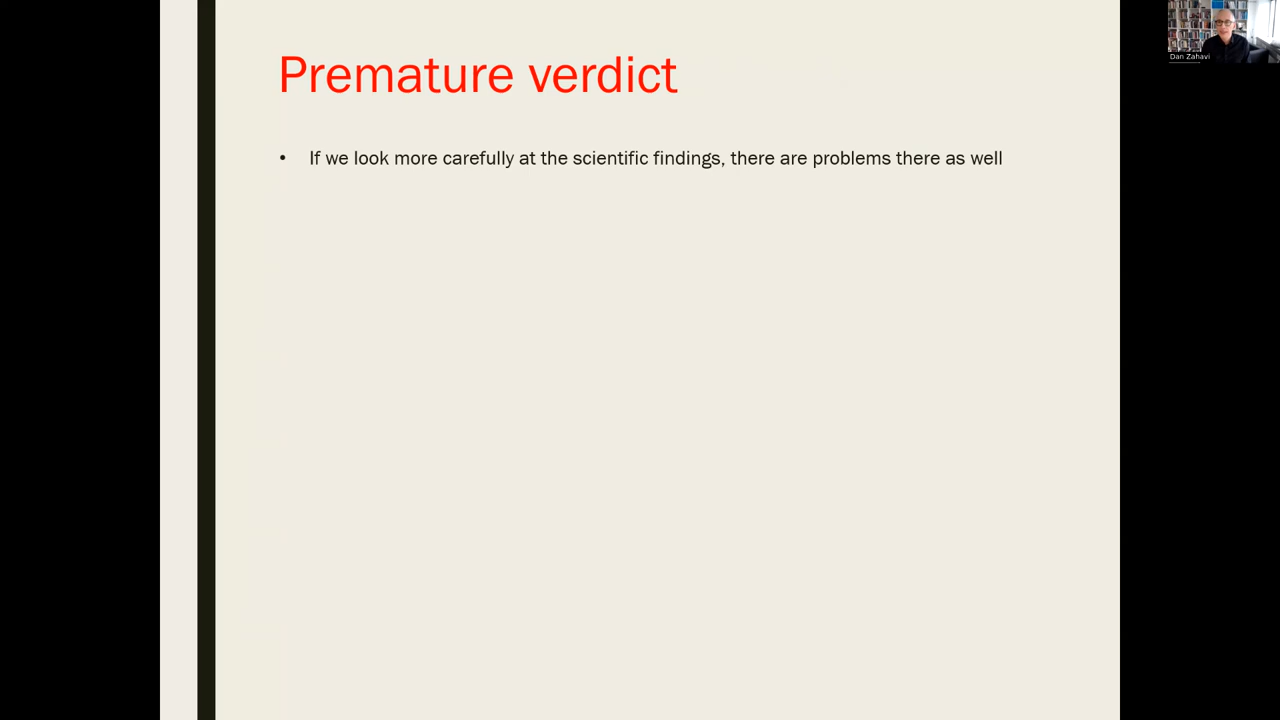 Premature verdict
• If we look more carefully at the scientific findings, there are problems there as well
Dan Zahavi